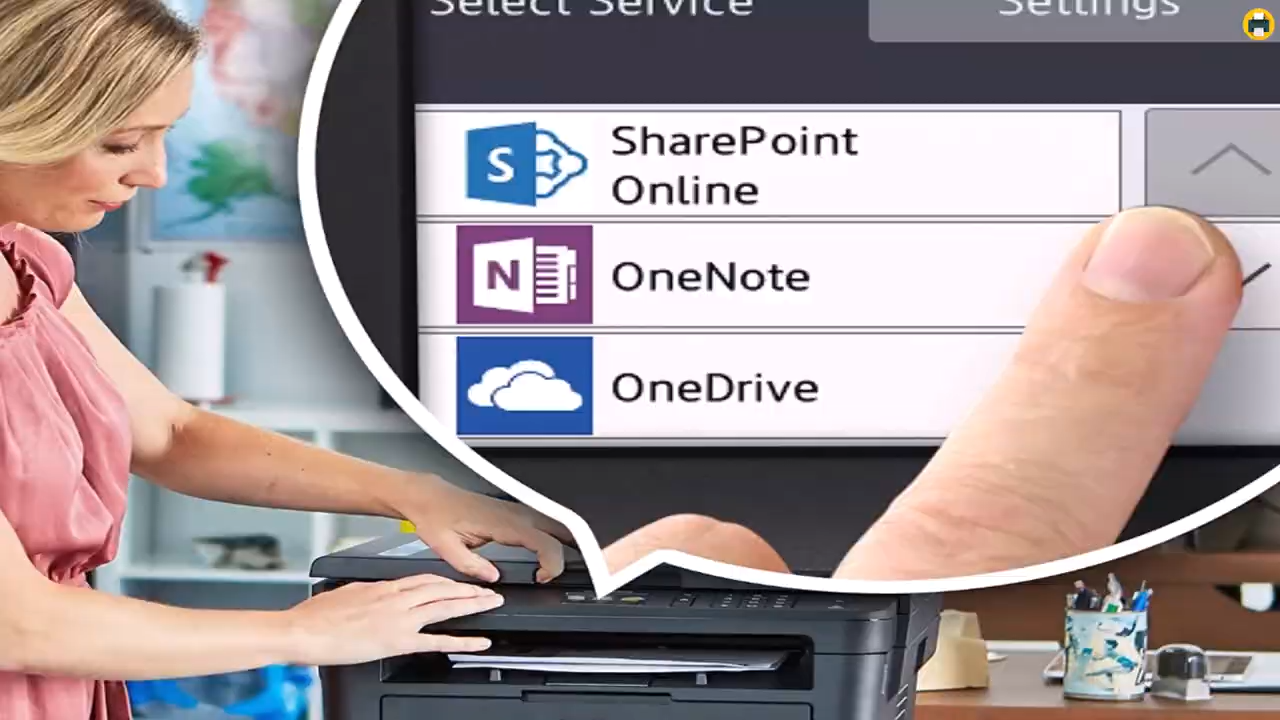 Select Service
Settings
SharePoint
Online
OneNote
OneDrive
S
N